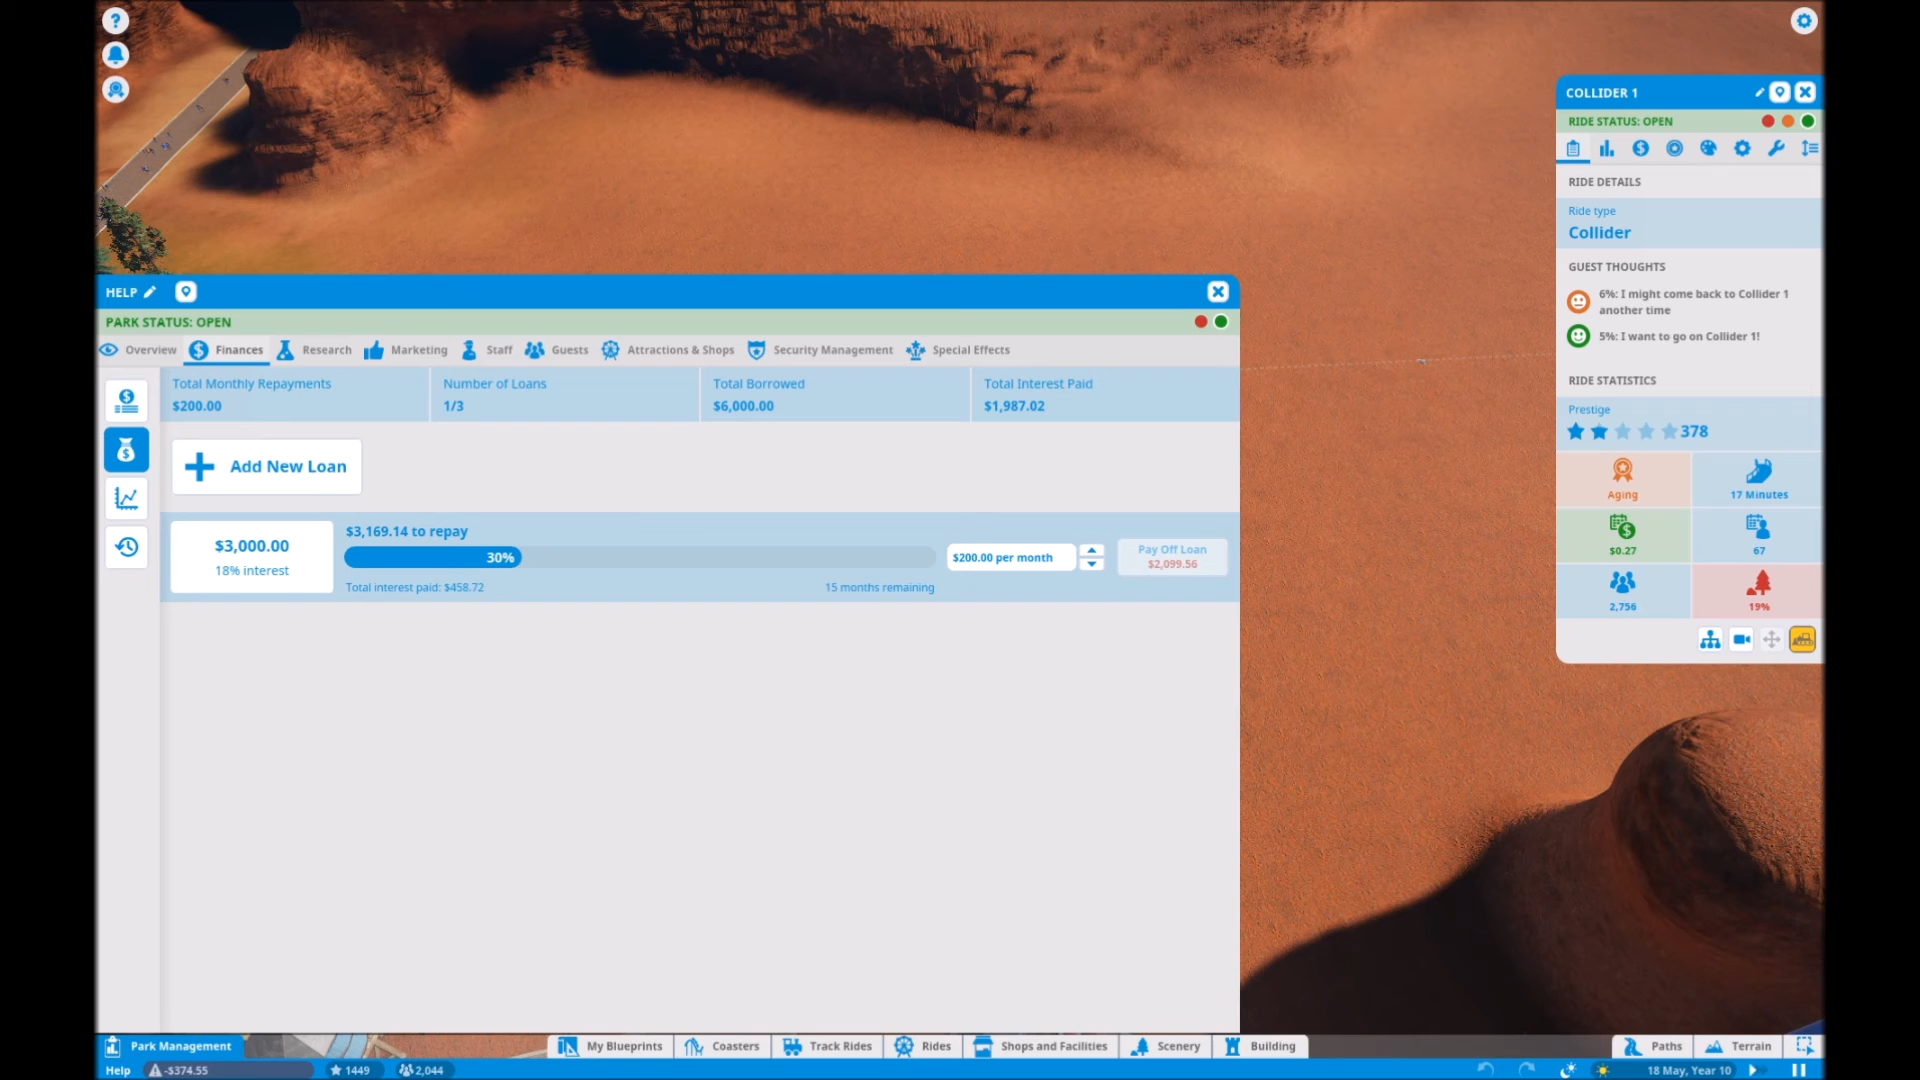 ?
COLLIDER 1
RIDE STATUS: OPEN
RIDE DETAILS
Ride type
Collider
GUEST THOUGHTS
6%: I might come back to Collider 1
another time
5%: I want to go on Collider 1!
RIDE STATISTICS
Prestige
378
Aging
17 Minutes
$0.27
67
2,756
19%
HELP
PARK STATUS: OPEN
Overview
Finances
Research
Marketing
Staff
Guests
Attractions & Shops
Security Management
Special Effects
Total Monthly Repayments
$200.00
Number of Loans
1/3
Total Borrowed
$6,000.00
Total Interest Paid
$1,987.02
Add New Loan
$3,000.00
18% interest
$3,169.14 to repay
30%
Total interest paid: $458.72
15 months remaining
$200.00 per month
Pay Off Loan
$2,099.56
Park Management
My Blueprints
Coasters
Track Rides
Rides
Shops and Facilities
Scenery
Building
Paths
Terrain
Help
-$374.55
1449
2,044
18 May, Year 10